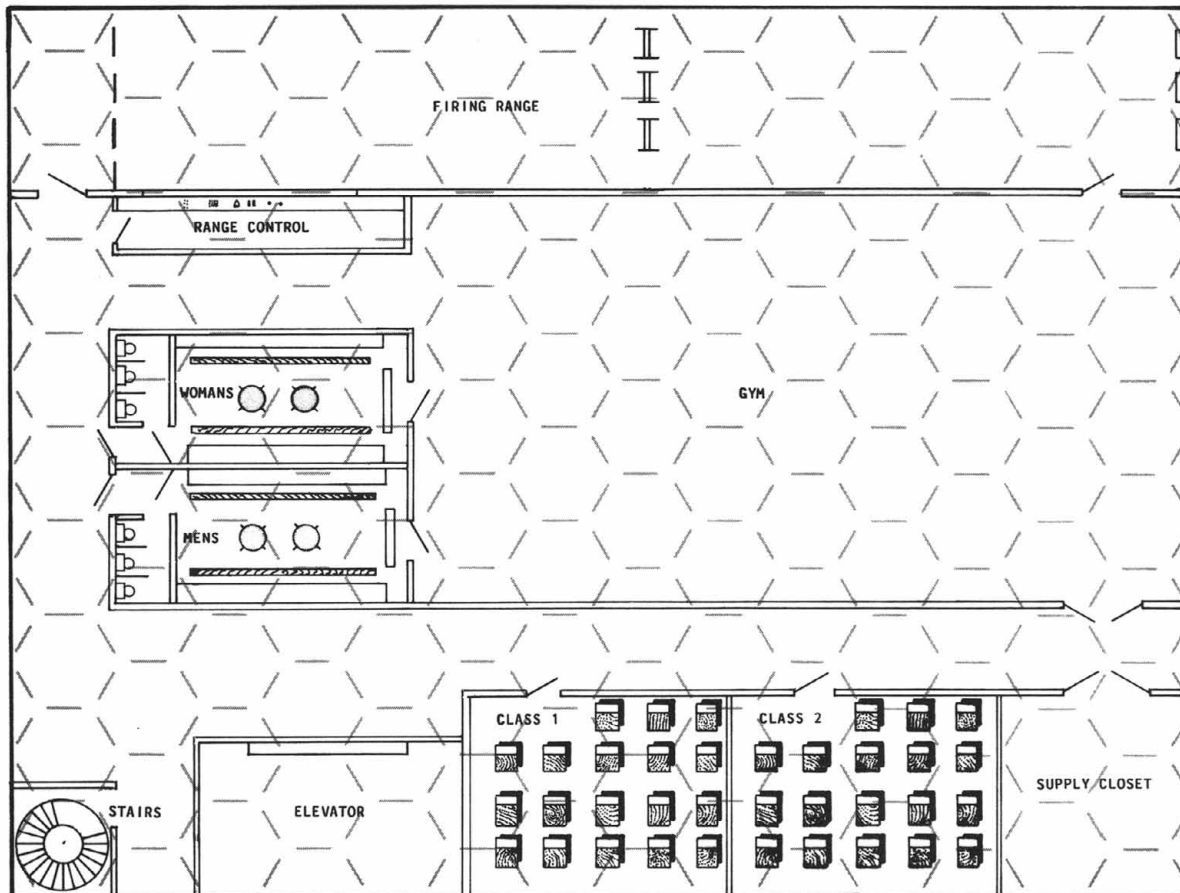 FIRING RANGE
RANGE CONTROL
WOMANS
GYM
MENS
CLASS 1
CLASS 2
STAIRS
ELEVATOR
SUPPLY CLOSET